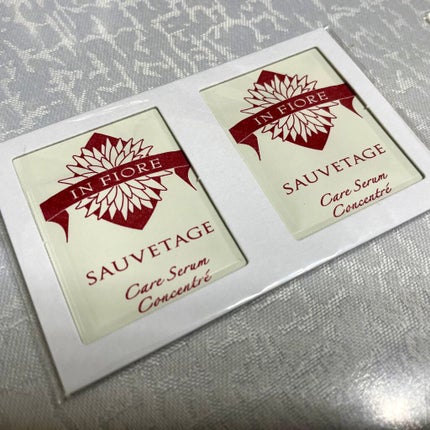 IN FIORE
SAUVETAGE
Care Serum
Concentré
IN FIORE
SAUVETAGE
Care Serum
Concentré